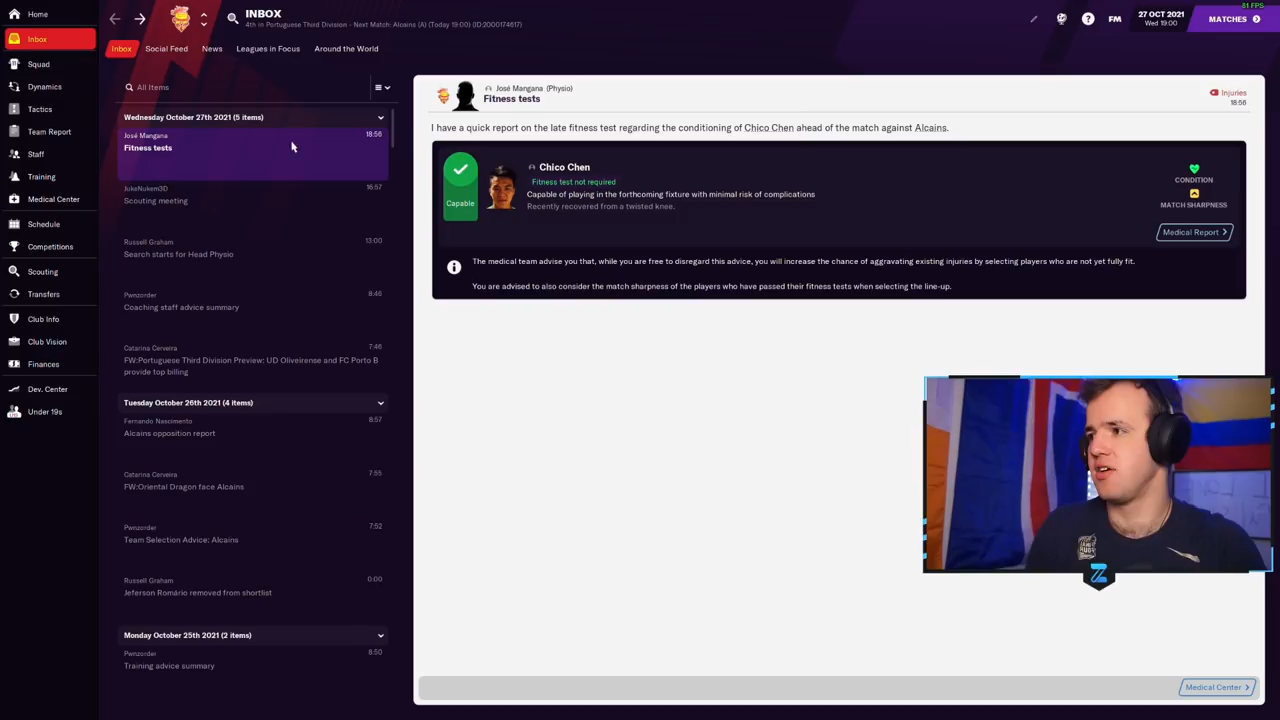 81 FPS
INBOX
4th in Portuguese Third Division - Next Match: Alcains (A) (Today 19:00) (ID:2000174617)
FM
27 OCT 2021
Wed 19:00
MATCHES
Home
Inbox
Squad
Dynamics
Tactics
Team Report
Staff
Training
Medical Center
Schedule
Competitions
Scouting
Transfers
Club Info
Club Vision
Finances
Dev. Center
Under 19s
Inbox
Social Feed
News
Leagues in Focus
Around the World
All Items
Wednesday October 27th 2021 (5 items)
José Mangana
18:56
Fitness tests
JukeNukem3D
16:57
Scouting meeting
Russell Graham
13:00
Search starts for Head Physio
Pwnzorder
8:46
Coaching staff advice summary
Catarina Cerveira
7:46
FW:Portuguese Third Division Preview: UD Oliveirense and FC Porto B
provide top billing
Tuesday October 26th 2021 (4 items)
Fernando Nascimento
8:57
Alcains opposition report
Catarina Cerveira
7:55
FW:Oriental Dragon face Alcains
Pwnzorder
7:52
Team Selection Advice: Alcains
Russell Graham
0:00
Jeferson Romário removed from shortlist
Monday October 25th 2021 (2 items)
Pwnzorder
8:50
Training advice summary
José Mangana (Physio)
Fitness tests
Injuries
18:56
I have a quick report on the late fitness test regarding the conditioning of Chico Chen ahead of the match against Alcains.
Capable
Chico Chen
Fitness test not required
Capable of playing in the forthcoming fixture with minimal risk of complications
Recently recovered from a twisted knee.
CONDITION
MATCH SHARPNESS
Medical Report
The medical team advise you that, while you are free to disregard this advice, you will increase the chance of aggravating existing injuries by selecting players who are not yet fully fit.
You are advised to also consider the match sharpness of the players who have passed their fitness tests when selecting the line-up.
Medical Center